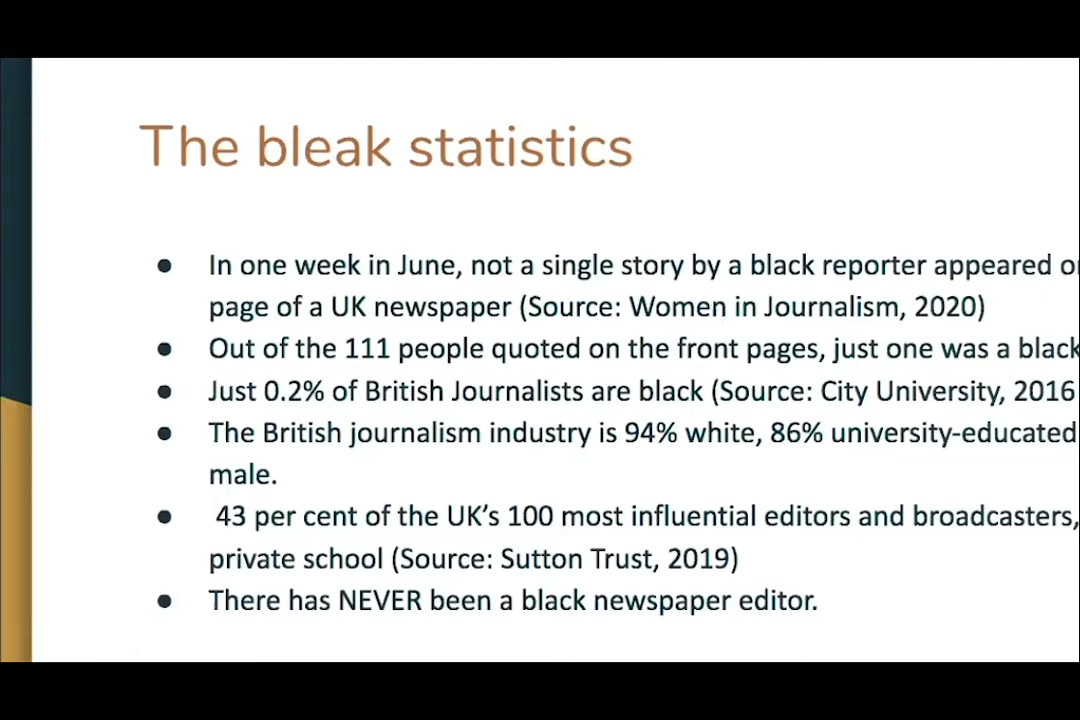 The bleak statistics
● In one week in June, not a single story by a black reporter appeared
page of a UK newspaper (Source: Women in Journalism, 2020)
● Out of the 111 people quoted on the front pages, just one was a black
● Just 0.2% of British Journalists are black (Source: City University, 2016
● The British journalism industry is 94% white, 86% university-educated
male.
● 43 per cent of the UK’s 100 most influential editors and broadcasters,
private school (Source: Sutton Trust, 2019)
● There has NEVER been a black newspaper editor.